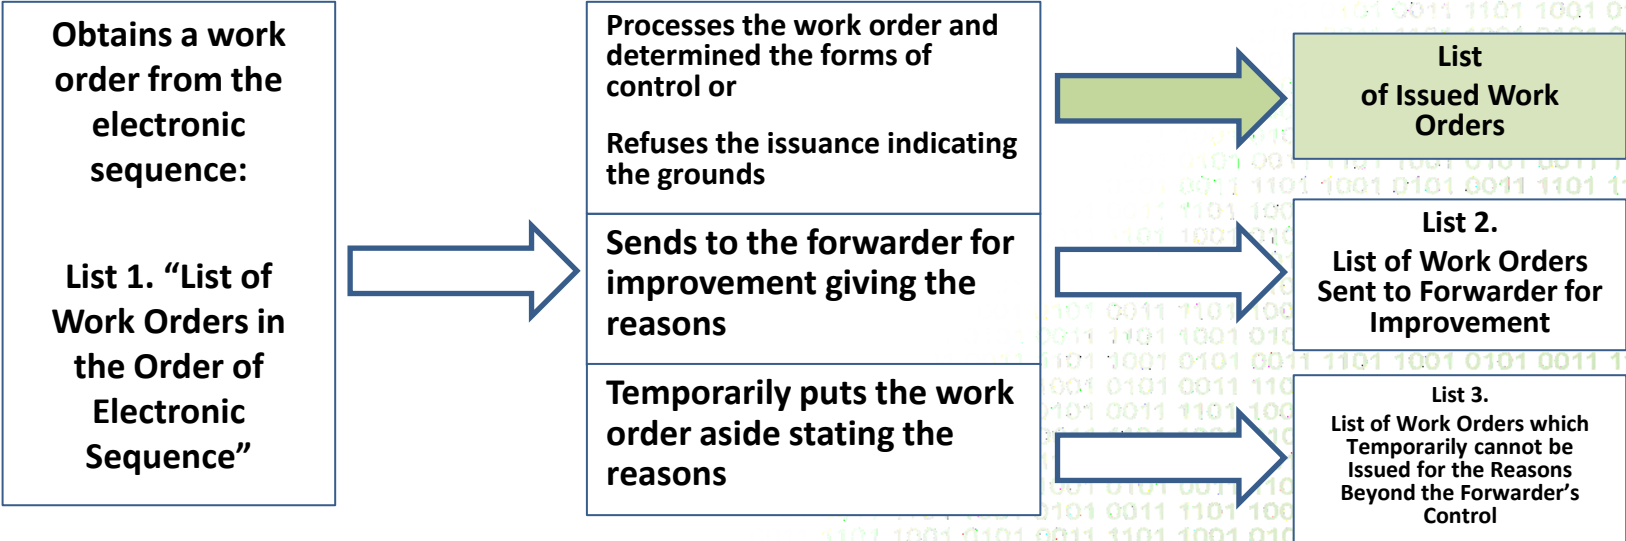 Obtains a work
order from the
electronic
sequence:
List 1. “List of
Work Orders in
the Order of
Electronic
Sequence”
Processes the work order and
determined the forms of
control or
Refuses the issuance indicating
the grounds
Sends to the forwarder for
improvement giving the
reasons
Temporarily puts the work
order aside stating the
reasons
List
of Issued Work
Orders
List 2.
List of Work Orders
Sent to Forwarder for
Improvement
List 3.
List of Work Orders which
Temporarily cannot be
Issued for the Reasons
Beyond the Forwarder’s
Control